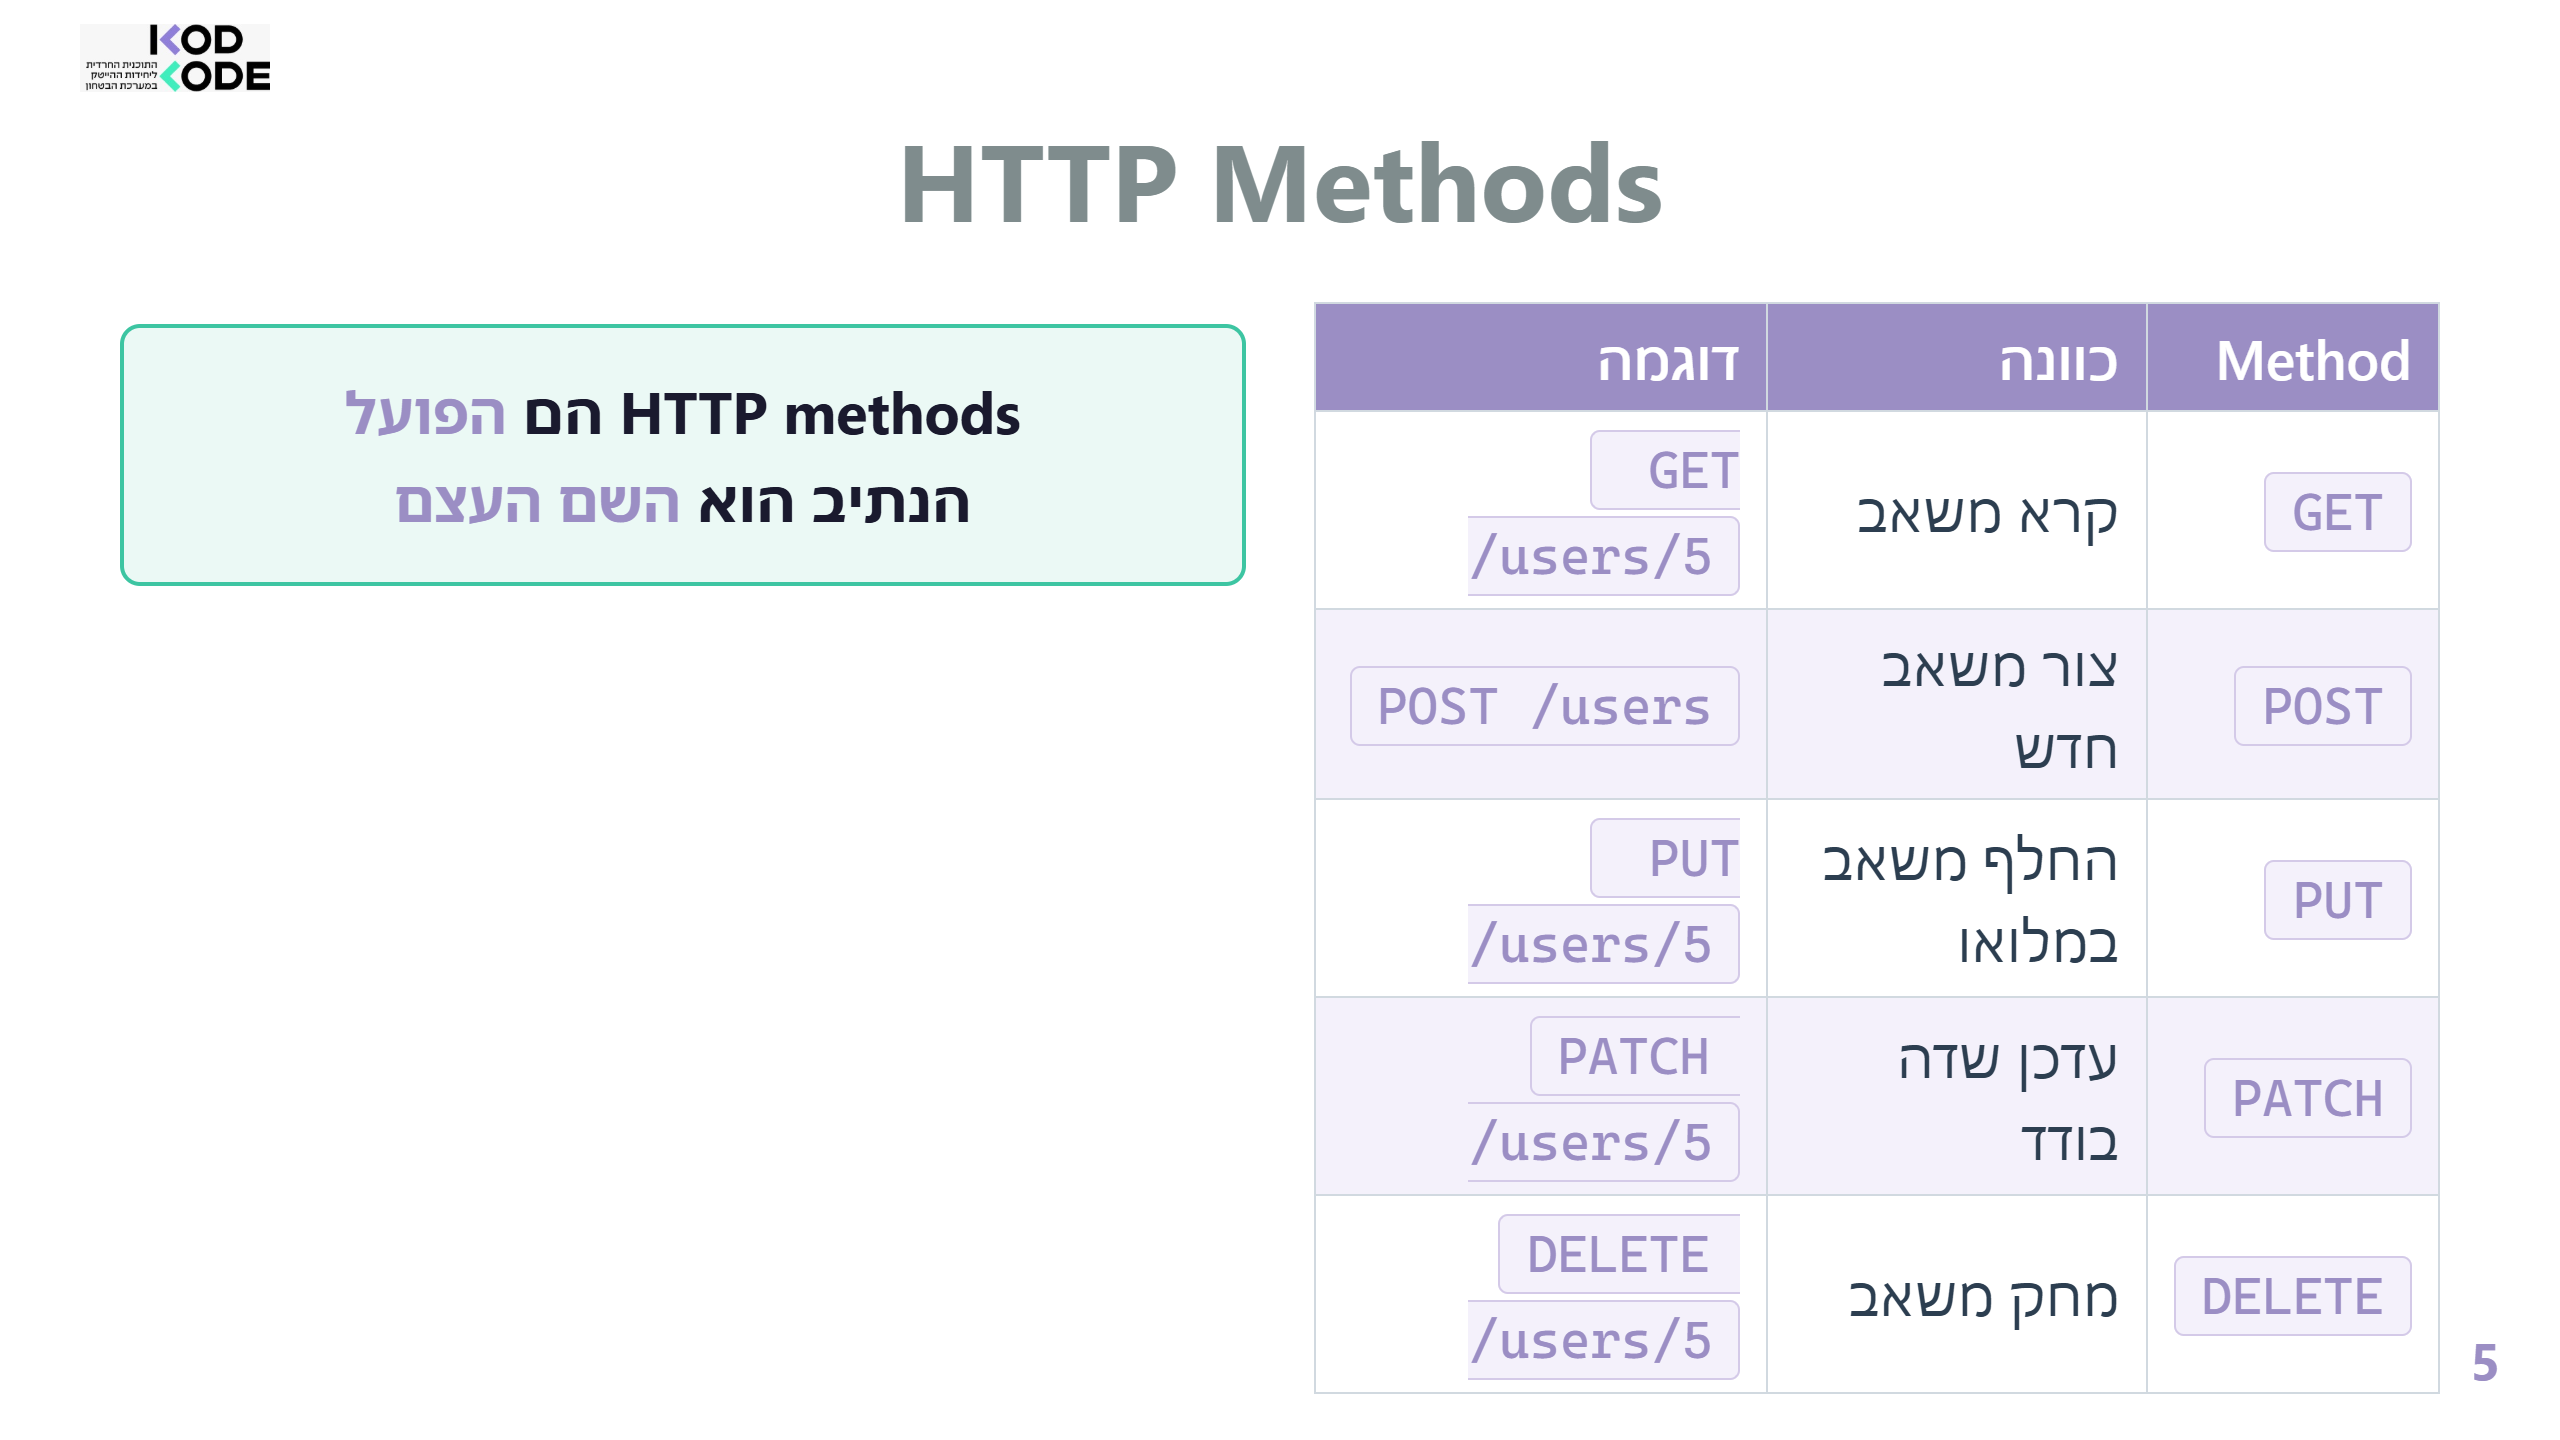 KOD
KODE
התוכנית החרדית
ליחידות ההייטק
במערכת הבטחון
HTTP Methods
Method כוונה דוגמה
GET קרא משאב GET
/users/5
POST צור משאב POST /users
חדש
PUT החלף משאב PUT
במלואו /users/5
PATCH עדכן שדה PATCH
בודד /users/5
DELETE מחק משאב DELETE
/users/5
HTTP methods הם הפועל
הנתיב הוא השם העצם
5